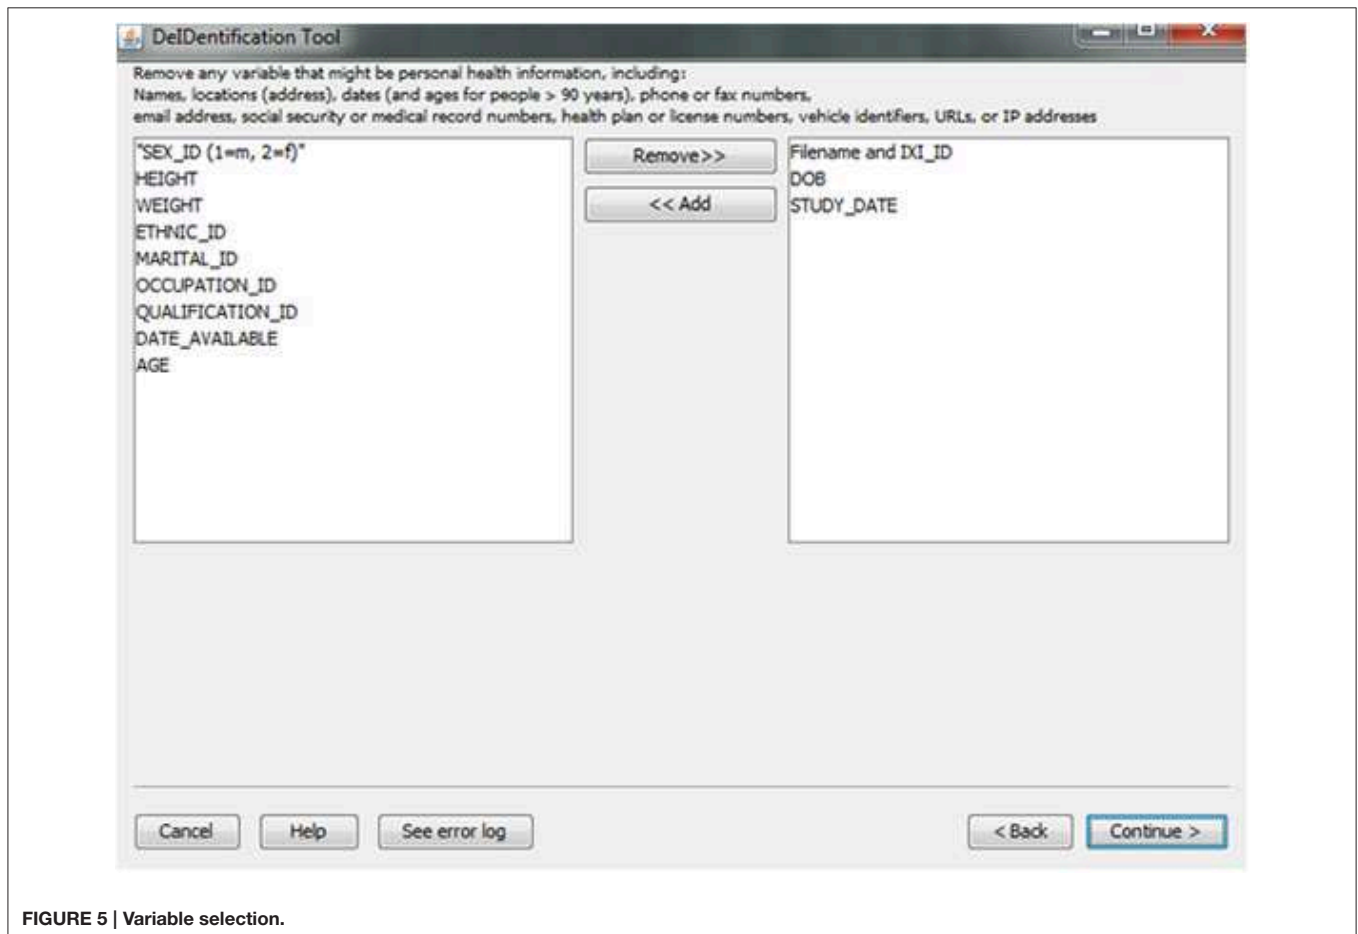 DeIDentification Tool
Remove any variable that might be personal health information, including:
Names, locations (address), dates (and ages for people > 90 years), phone or fax numbers,
email address, social security or medical record numbers, health plan or license numbers, vehicle identifiers, URLs, or IP addresses
"SEX_ID (1=m, 2=f)"
HEIGHT
WEIGHT
ETHNIC_ID
MARITAL_ID
OCCUPATION_ID
QUALIFICATION_ID
DATE_AVAILABLE
AGE
Remove>>
<< Add
Filename and IXI_ID
DOB
STUDY_DATE
Cancel
Help
See error log
< Back
Continue >
FIGURE 5 | Variable selection.